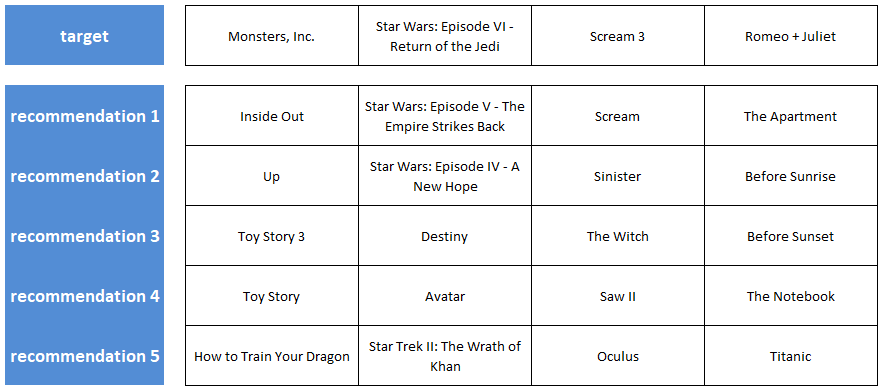 target
Monsters, Inc.
Star Wars: Episode VI -
Return of the Jedi
Scream 3
Romeo + Juliet
recommendation 1
Inside Out
Star Wars: Episode V - The
Empire Strikes Back
Scream
The Apartment
recommendation 2
Up
Star Wars: Episode IV - A
New Hope
Sinister
Before Sunrise
recommendation 3
Toy Story 3
Destiny
The Witch
Before Sunset
recommendation 4
Toy Story
Avatar
Saw II
The Notebook
recommendation 5
How to Train Your Dragon
Star Trek II: The Wrath of
Khan
Oculus
Titanic